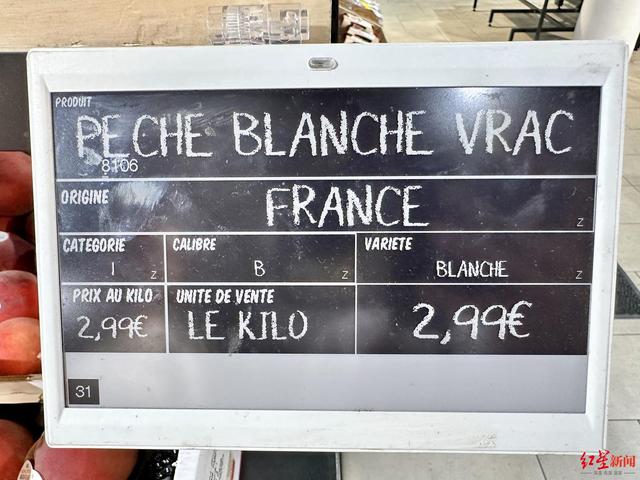 PRODUIT
PECHE BLANCHE VRAC
8106
ORIGINE
FRANCE
Z
CATEGORIE
I
Z
CALIBRE
B
Z
VARIETE
BLANCHE
Z
PRIX AU KILO
2,99€
UNITE DE VENTE
LE KILO
2,99€
31
红星新闻